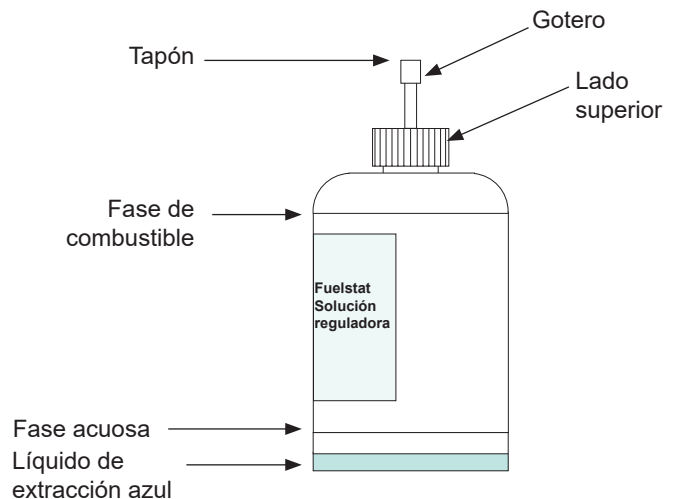 Gotero
Tapón
Lado
superior
Fase de
combustible
Fuelstat
Solución
reguladora
Fase acuosa
Líquido de
extracción azul